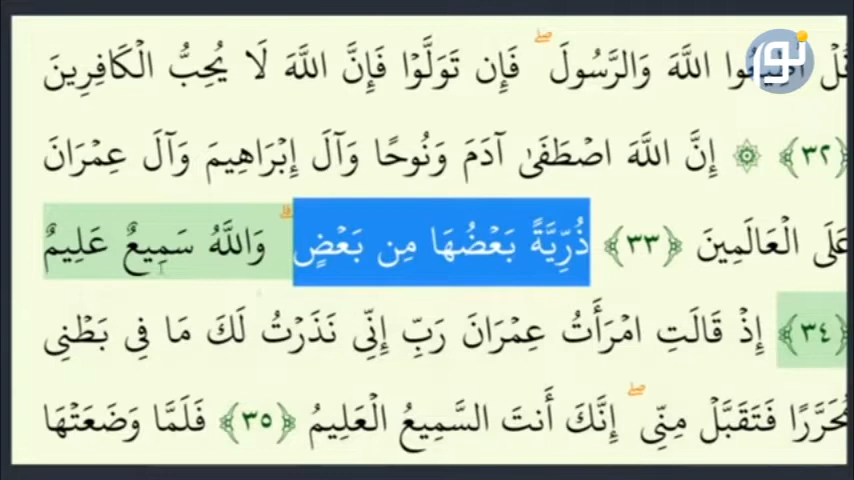 قُلْ أَطِيعُوا اللَّهَ وَالرَّسُولَ ۖ فَإِن تَوَلَّوْا فَإِنَّ اللَّهَ لَا يُحِبُّ الْكَافِرِينَ
نور
﴿٣٢﴾ ۞ إِنَّ اللَّهَ اصْطَفَىٰ آدَمَ وَنُوحًا وَآلَ إِبْرَاهِيمَ وَآلَ عِمْرَانَ
عَلَى الْعَالَمِينَ ﴿٣٣﴾ ذُرِّيَّةً بَعْضُهَا مِن بَعْضٍ ۗ وَاللَّهُ سَمِيعٌ عَلِيمٌ
﴿٣٤﴾ إِذْ قَالَتِ امْرَأَتُ عِمْرَانَ رَبِّ إِنِّي نَذَرْتُ لَكَ مَا فِي بَطْنِي
مُحَرَّرًا فَتَقَبَّلْ مِنِّي ۖ إِنَّكَ أَنتَ السَّمِيعُ الْعَلِيمُ ﴿٣٥﴾ فَلَمَّا وَضَعَتْهَا